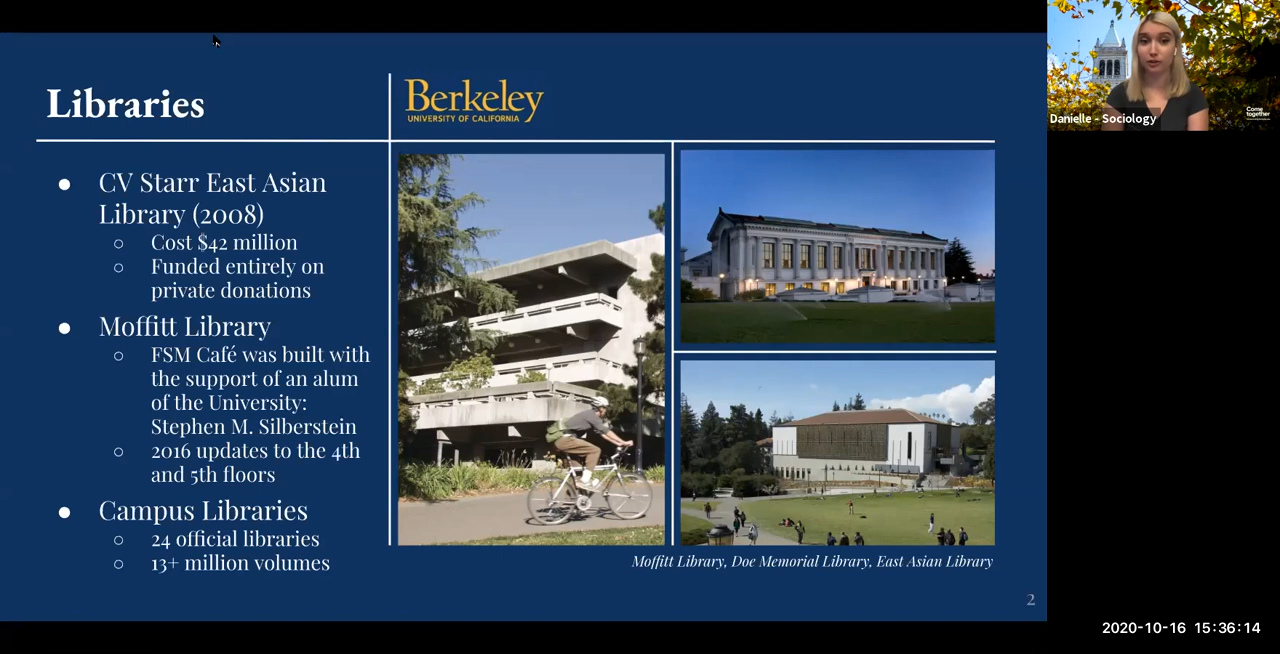 Libraries
Berkeley
UNIVERSITY OF CALIFORNIA
● CV Starr East Asian
Library (2008)
○ Cost $42 million
○ Funded entirely on
private donations
● Moffitt Library
○ FSM Café was built with
the support of an alum
of the University:
Stephen M. Silberstein
○ 2016 updates to the 4th
and 5th floors
● Campus Libraries
○ 24 official libraries
○ 13+ million volumes
Moffitt Library, Doe Memorial Library, East Asian Library
2
Danielle - Sociology
Come
together
2020-10-16 15:36:14